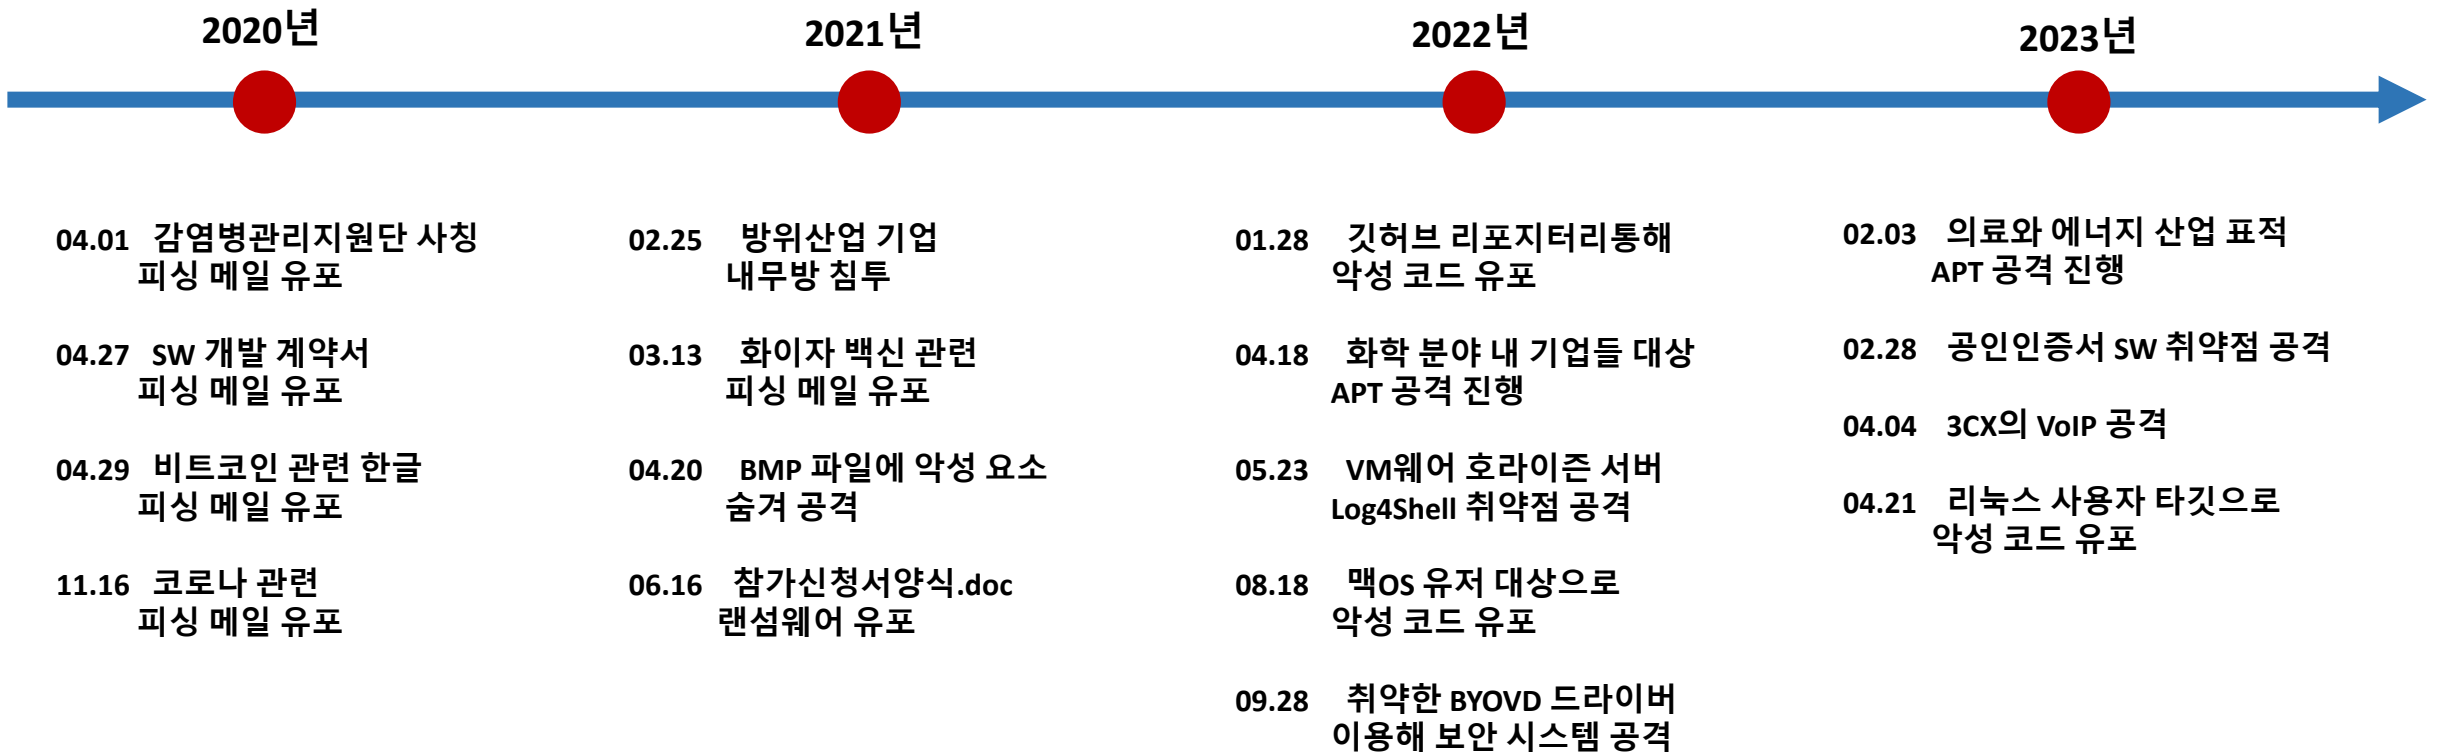 2020년
04.01 감염병관리지원단 사칭
피싱 메일 유포
04.27 SW 개발 계약서
피싱 메일 유포
04.29 비트코인 관련 한글
피싱 메일 유포
11.16 코로나 관련
피싱 메일 유포
2021년
02.25 방위산업 기업
내무방 침투
03.13 화이자 백신 관련
피싱 메일 유포
04.20 BMP 파일에 악성 요소
숨겨 공격
06.16 참가신청서양식.doc
랜섬웨어 유포
2022년
01.28 깃허브 리포지터리통해
악성 코드 유포
04.18 화학 분야 내 기업들 대상
APT 공격 진행
05.23 VM웨어 호라이즌 서버
Log4Shell 취약점 공격
08.18 맥OS 유저 대상으로
악성 코드 유포
09.28 취약한 BYOVD 드라이버
이용해 보안 시스템 공격
2023년
02.03 의료와 에너지 산업 표적
APT 공격 진행
02.28 공인인증서 SW 취약점 공격
04.04 3CX의 VoIP 공격
04.21 리눅스 사용자 타깃으로
악성 코드 유포